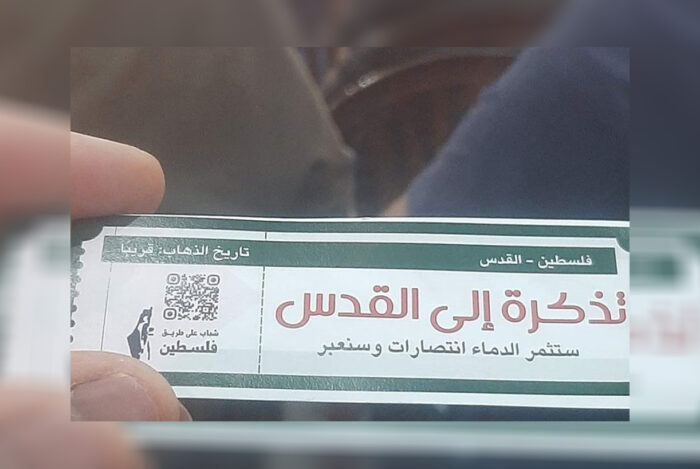 فلسطين - القدس
تاريخ الذهاب: قريبا
تذكرة إلى القدس
ستثمر الدماء انتصارات وسنعبر
شباب على طريق
فلسطين